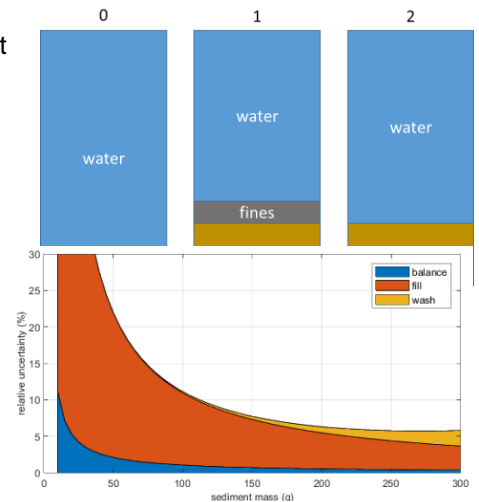 0 1 2
t
water
water
water
fines
30
25
20
15
10
5
0
relative uncertainty (%)
balance
fill
wash
0 50 100 150 200 250 300
sediment mass (g)